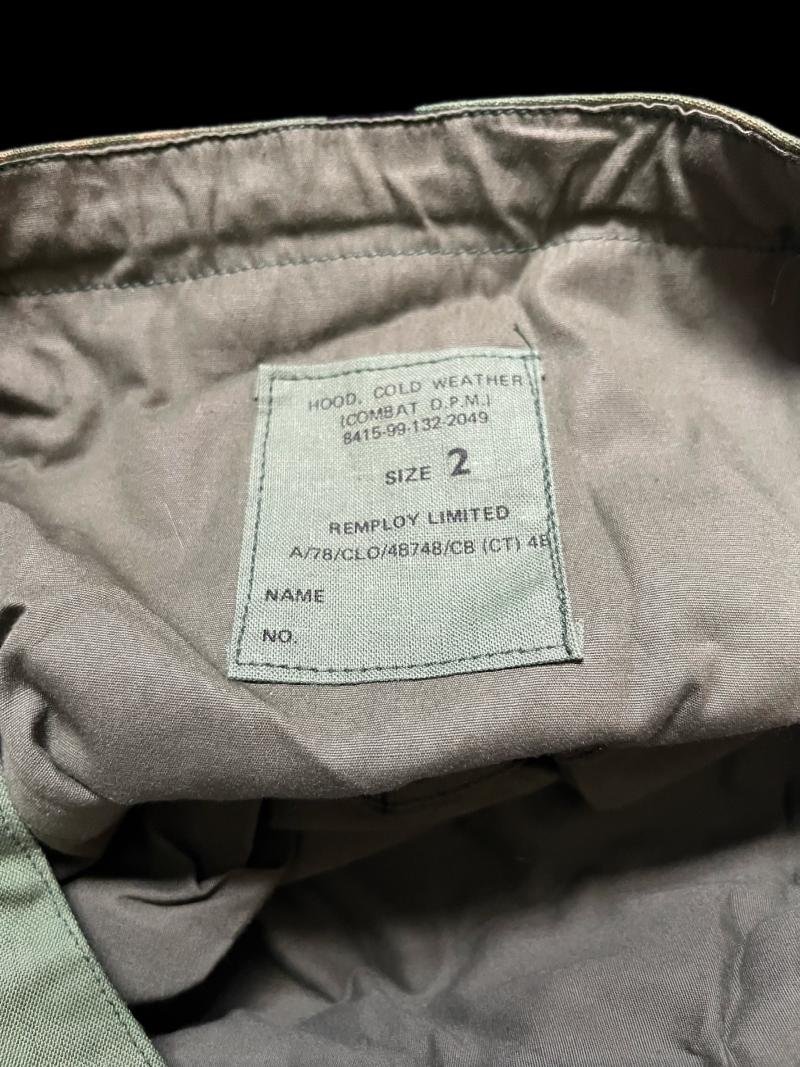 HOOD, COLD WEATHER
(COMBAT D.P.M.)
8415-99-132-2049
SIZE 2
REMPLOY LIMITED
A/78/CLO/48748/CB (CT) 4B
NAME
NO.